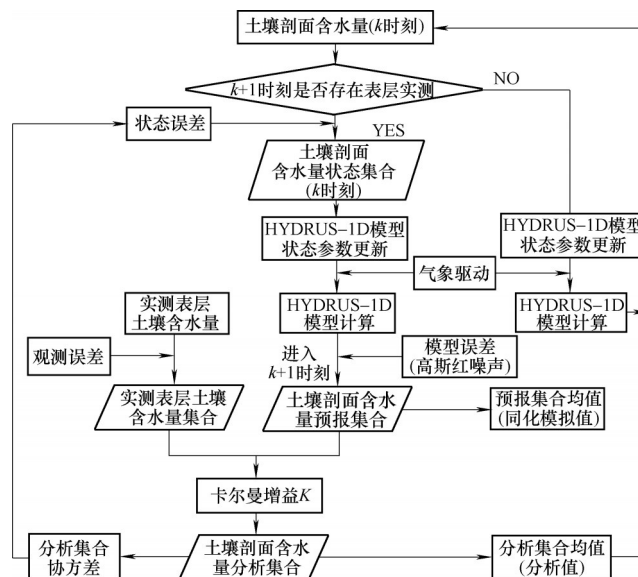 土壤剖面含水量(k时刻)
k+1时刻是否存在表层实测
NO
状态误差
YES
土壤剖面
含水量状态集合
(k时刻)
HYDRUS-1D模型
状态参数更新
HYDRUS-1D模型
状态参数更新
气象驱动
实测表层
土壤含水量
HYDRUS-1D
模型计算
HYDRUS-1D
模型计算
观测误差
进入
k+1时刻
模型误差
(高斯红噪声)
实测表层土壤
含水量集合
土壤剖面含水
量预报集合
预报集合均值
(同化模拟值)
卡尔曼增益K
分析集合
协方差
土壤剖面含水
量分析集合
分析集合均值
(分析值)